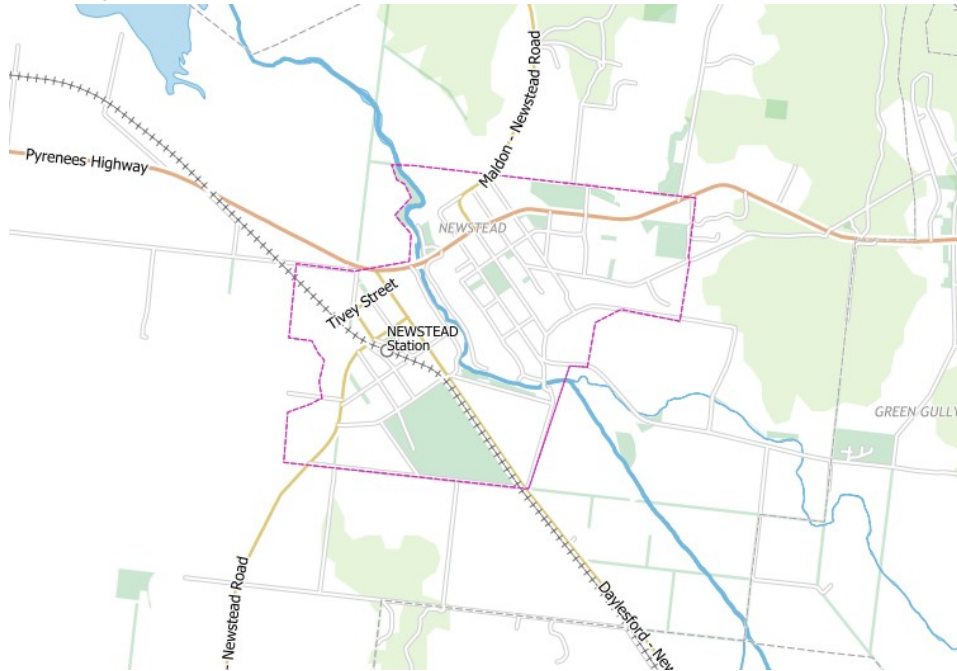 Maldon - Newstead Road
Pyrenees Highway
NEWSTEAD
Tivey Street
NEWSTEAD
Station
GREEN GULLY
- Newstead Road
Daylesford - New